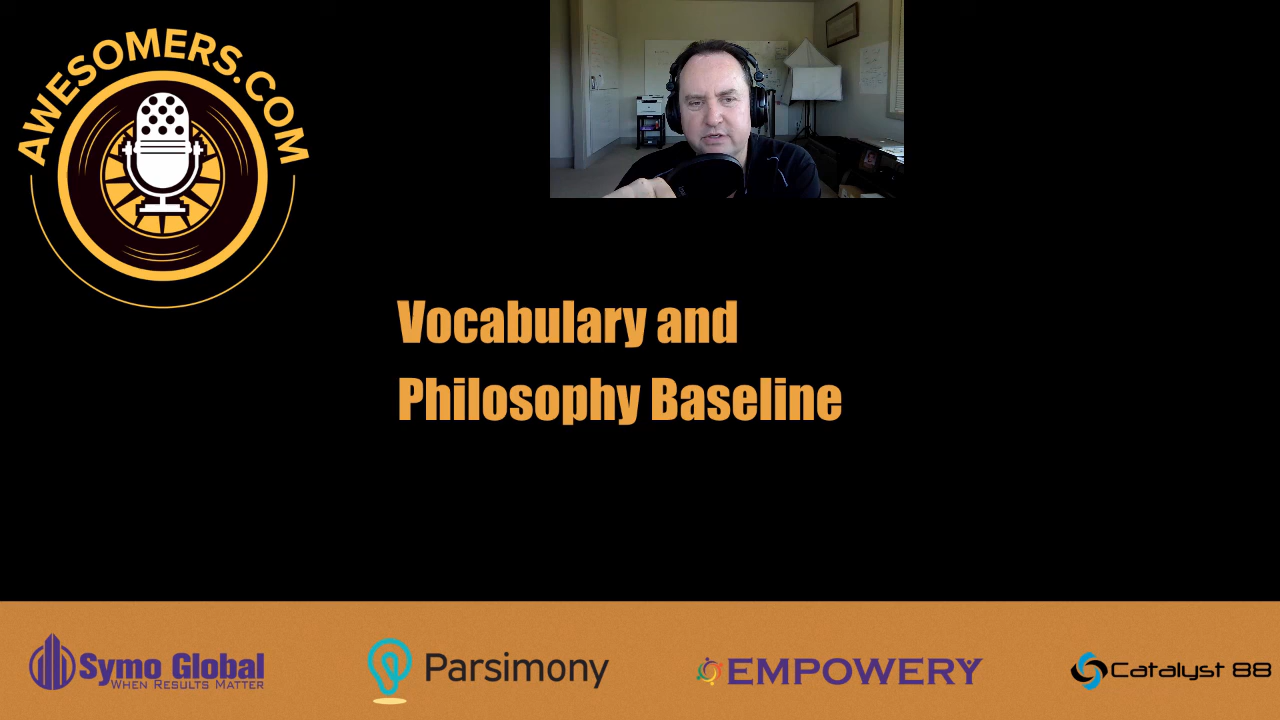 AWESOMERS.COM
Vocabulary and
Philosophy Baseline
Symo Global
WHEN RESULTS MATTER
Parsimony
EMPOWERY
Catalyst 88